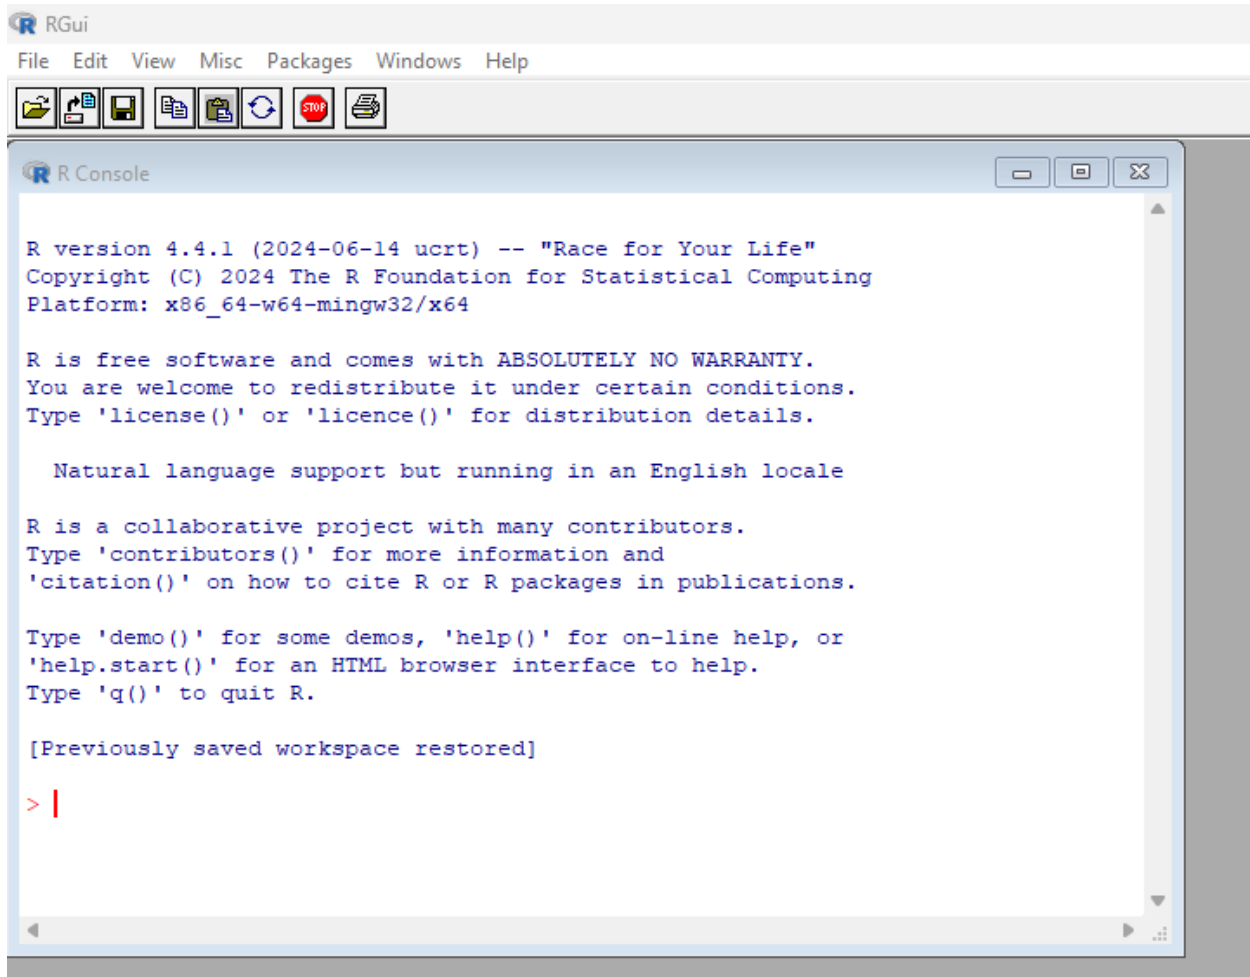 RGui
File Edit View Misc Packages Windows Help
STOP
R Console
R version 4.4.1 (2024-06-14 ucrt) -- "Race for Your Life"
Copyright (C) 2024 The R Foundation for Statistical Computing
Platform: x86_64-w64-mingw32/x64
R is free software and comes with ABSOLUTELY NO WARRANTY.
You are welcome to redistribute it under certain conditions.
Type 'license()' or 'licence()' for distribution details.
Natural language support but running in an English locale
R is a collaborative project with many contributors.
Type 'contributors()' for more information and
'citation()' on how to cite R or R packages in publications.
Type 'demo()' for some demos, 'help()' for on-line help, or
'help.start()' for an HTML browser interface to help.
Type 'q()' to quit R.
[Previously saved workspace restored]
>